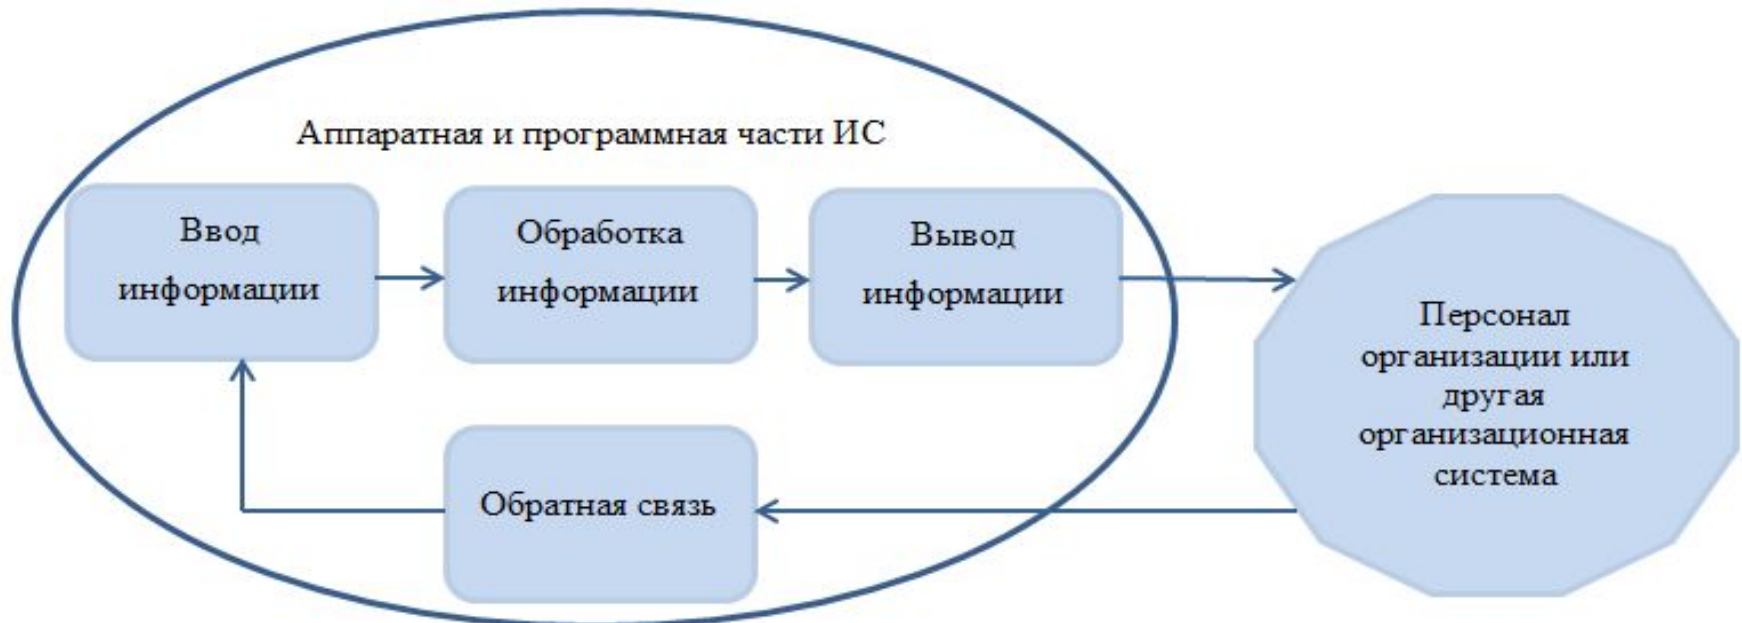 Аппаратная и программная части ИС
Ввод
информации
Обработка
информации
Вывод
информации
Персонал
организации или
другая
организационная
система
Обратная связь